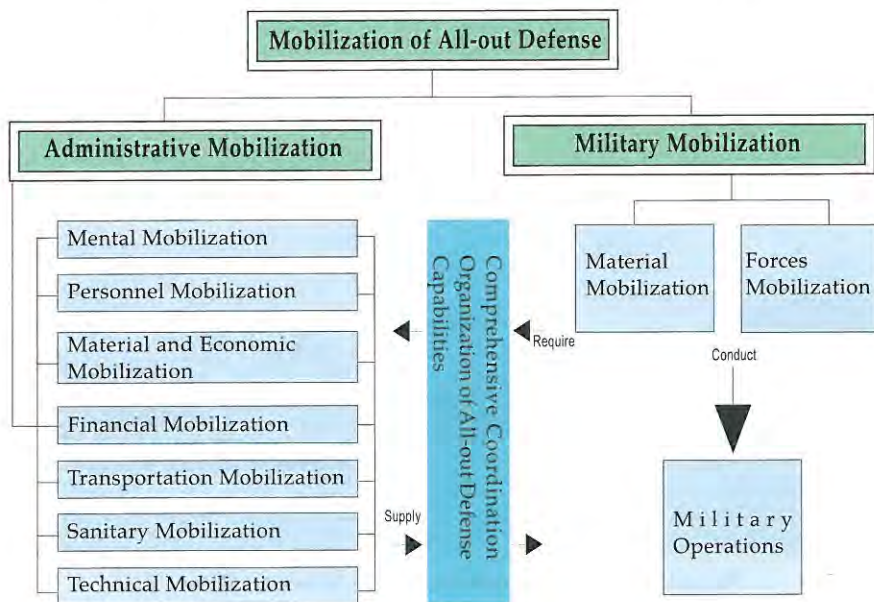 Mobilization of All-out Defense
Administrative Mobilization
Military Mobilization
Mental Mobilization
Personnel Mobilization
Material and Economic
Mobilization
Financial Mobilization
Transportation Mobilization
Sanitary Mobilization
Technical Mobilization
Supply
Comprehensive Coordination
Organization of All-out Defense
Capabilities
Require
Material
Mobilization
Forces
Mobilization
Conduct
Military
Operations